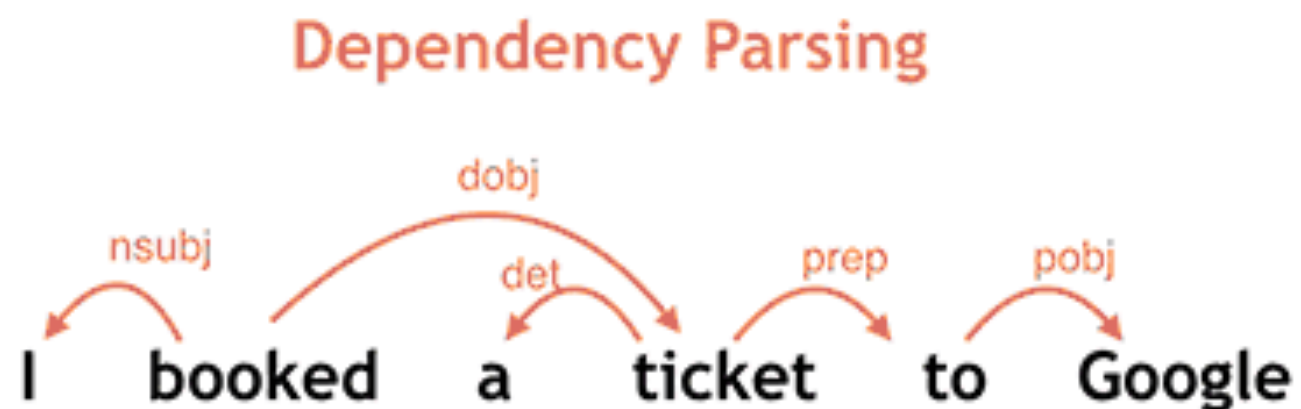 Dependency Parsing
dobj
nsubj
det
prep
pobj
I booked a ticket to Google